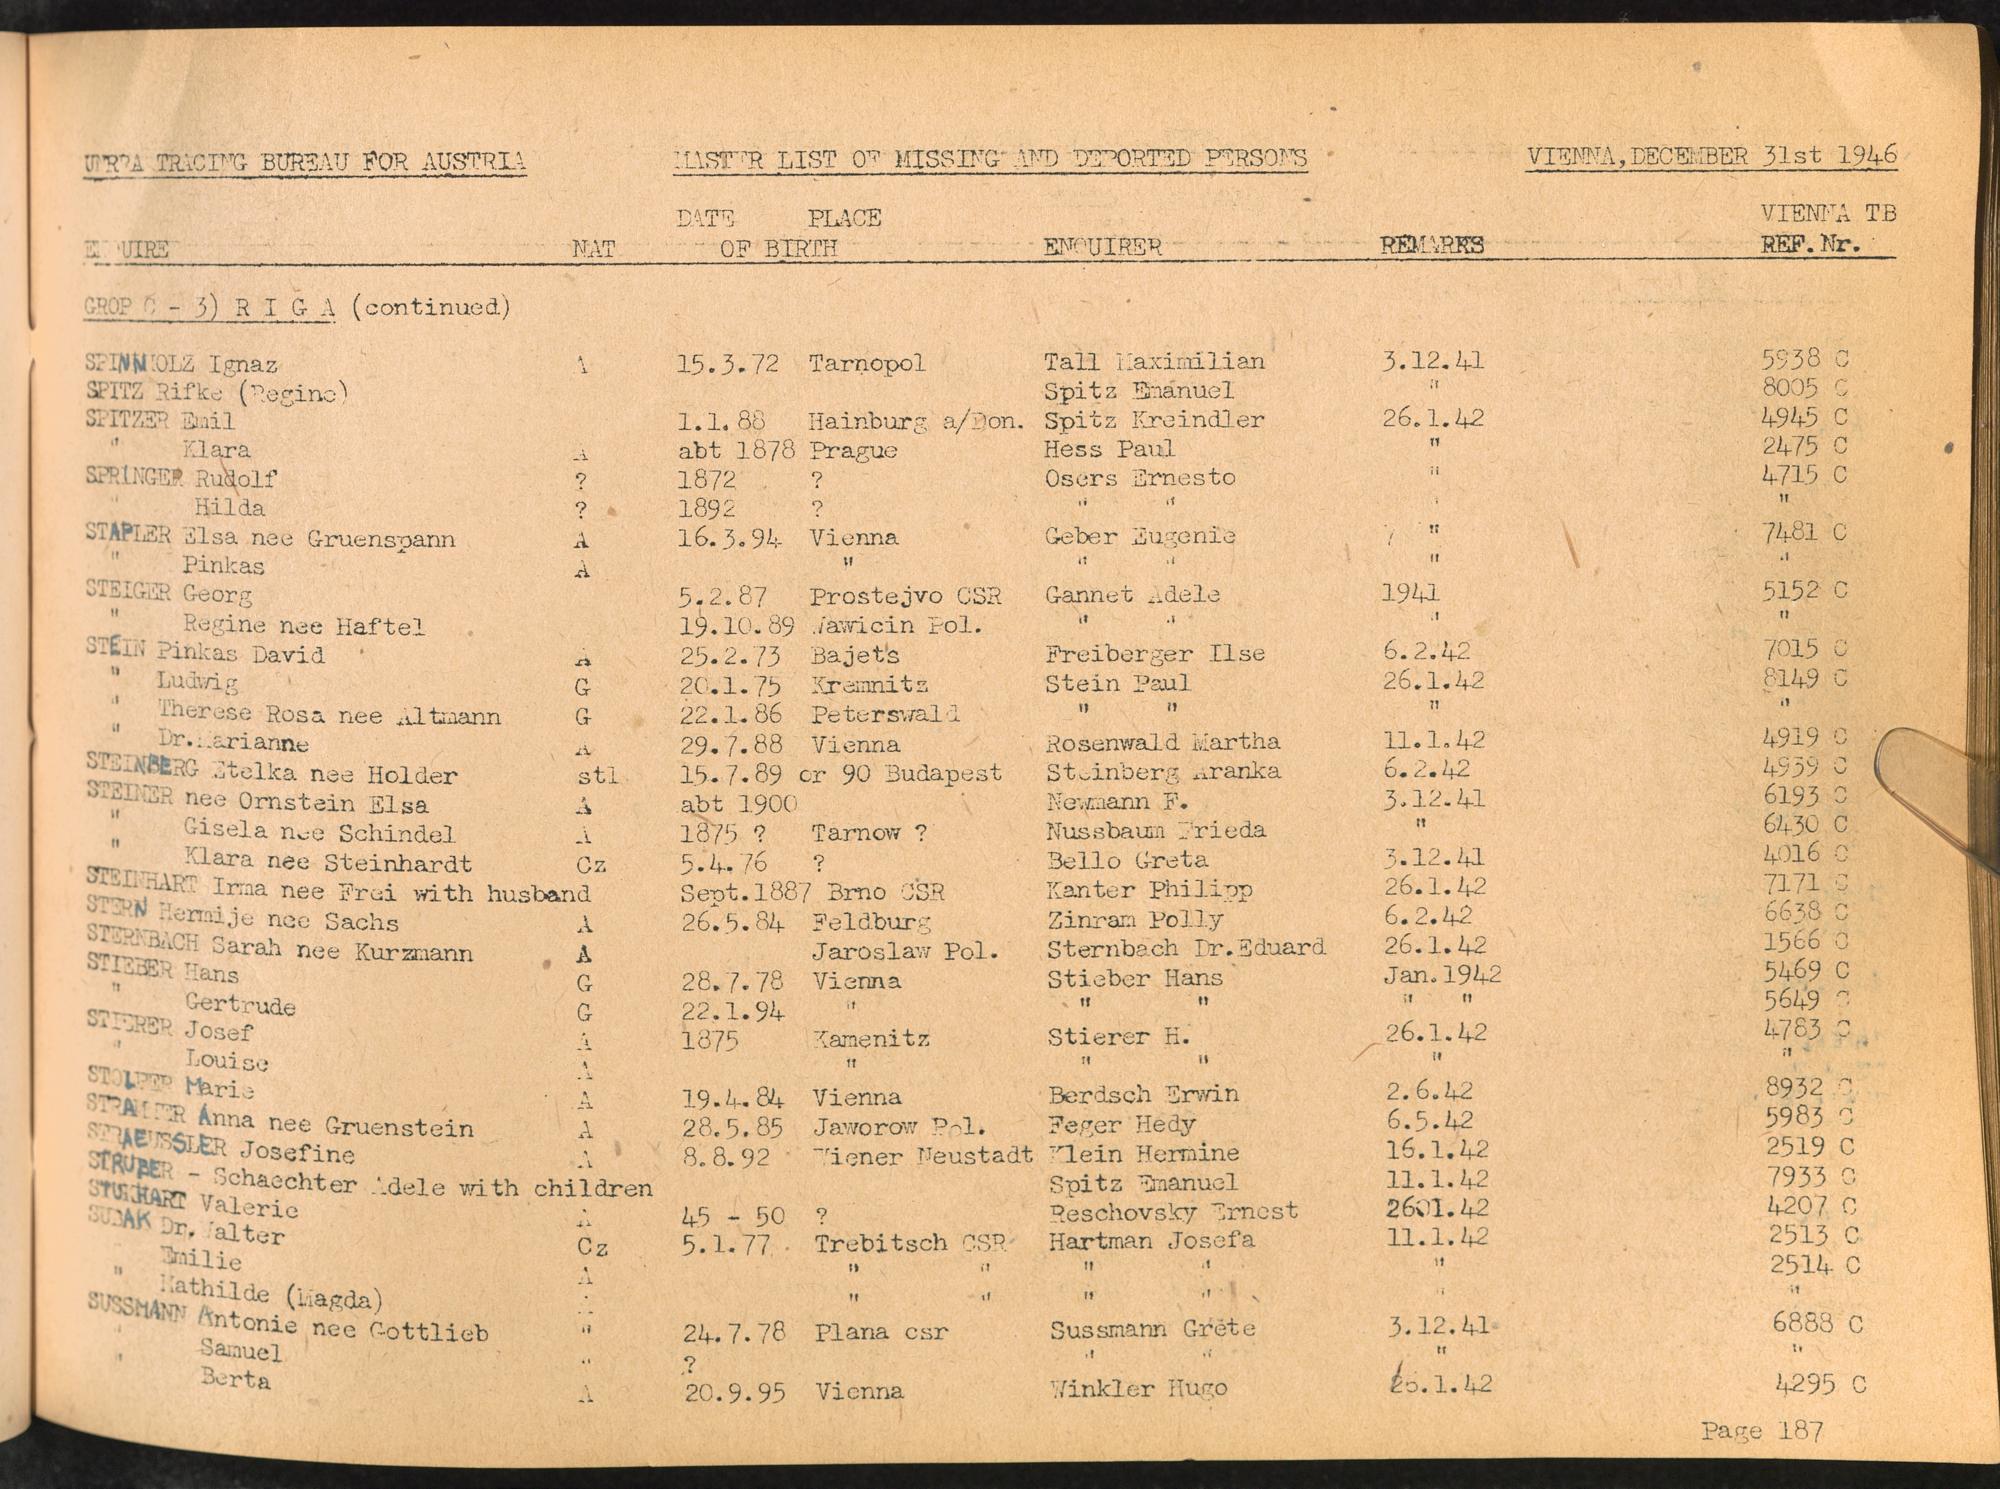 UNRRA TRACING BUREAU FOR AUSTRIA MASTER LIST OF MISSING AND DEPORTED PERSONS VIENNA,DECEMBER 31st 1946
DATE PLACE VIENNA TB
ENQUIRE NAT OF BIRTH ENQUIRER REMARKS REF.Nr.
GROP C - 3) R I G A (continued)
SPINNHOLZ Ignaz A 15.3.72 Tarnopol Tall Maximilian 3.12.41 5938 C
SPITZ Rifke (Regine) Spitz Emanuel " 8005 C
SPITZER Emil 1.1.88 Hainburg a/Don. Spitz Kreindler 26.1.42 4945 C
" Klara A abt 1878 Prague Hess Paul " 2475 C
SPRINGER Rudolf ? 1872 ? Osers Ernesto " 4715 C
" Hilda ? 1892 ? " " " "
STAPLER Elsa nee Gruenspann A 16.3.94 Vienna Geber Eugenie " 7481 C
" Pinkas A " " " " "
STEIGER Georg 5.2.87 Prostejvo CSR Gannet Adele 1941 5152 C
" Regine nee Haftel 19.10.89 Wawicin Pol. " " " "
STEIN Pinkas David A 25.2.73 Bajets Freiberger Ilse 6.2.42 7015 C
" Ludwig G 20.1.75 Kremnitz Stein Paul 26.1.42 8149 C
" Therese Rosa nee Altmann G 22.1.86 Peterswald " " " "
" Dr.Marianne A 29.7.88 Vienna Rosenwald Martha 11.1.42 4919 C
STEINBERG Etelka nee Holder stl 15.7.89 or 90 Budapest Steinberg Aranka 6.2.42 4939 C
STEINER nee Ornstein Elsa A abt 1900 Newmann F. 3.12.41 6193 C
" Gisela nee Schindel A 1875 ? Tarnow ? Nussbaum Frieda " 6430 C
" Klara nee Steinhardt Cz 5.4.76 ? Bello Greta 3.12.41 4016 C
STEINHART Irma nee Frei with husband Sept.1887 Brno CSR Kanter Philipp 26.1.42 7171 C
STERN Hermije nee Sachs A 26.5.84 Feldburg Zinram Polly 6.2.42 6638 C
STERNBACH Sarah nee Kurzmann A Jaroslaw Pol. Sternbach Dr.Eduard 26.1.42 1566 C
STIEBER Hans G 28.7.78 Vienna Stieber Hans Jan.1942 5469 C
" Gertrude G 22.1.94 " " " " " 5649 C
STIERER Josef A 1875 Kamenitz Stierer H. 26.1.42 4783 C
" Louise A " " " " "
STOLPER Marie A 19.4.84 Vienna Berdsch Erwin 2.6.42 8932 C
Anna nee Gruenstein A 28.5.85 Jaworow Pol. Feger Hedy 6.5.42 5983 C
STRAEUSSLER Josefine A 8.8.92 Wiener Neustadt Klein Hermine 16.1.42 2519 C
STRUBER - Schaechter Adele with children Spitz Emanuel 11.1.42 7933 C
Valerie A 45 - 50 ? Reschovsky Ernest 2601.42 4207 C
SUDAK Dr.Walter Cz 5.1.77 Trebitsch CSR Hartman Josefa 11.1.42 2513 C
Emilie A " " " " " 2514 C
" Mathilde (Magda) " " " " " "
SUSSMANN Antonie nee Gottlieb " 24.7.78 Plana csr Sussmann Grete 3.12.41 6888 C
" Samuel " ? " " " "
" Berta A 20.9.95 Vienna Winkler Hugo 26.1.42 4295 C
Page 187